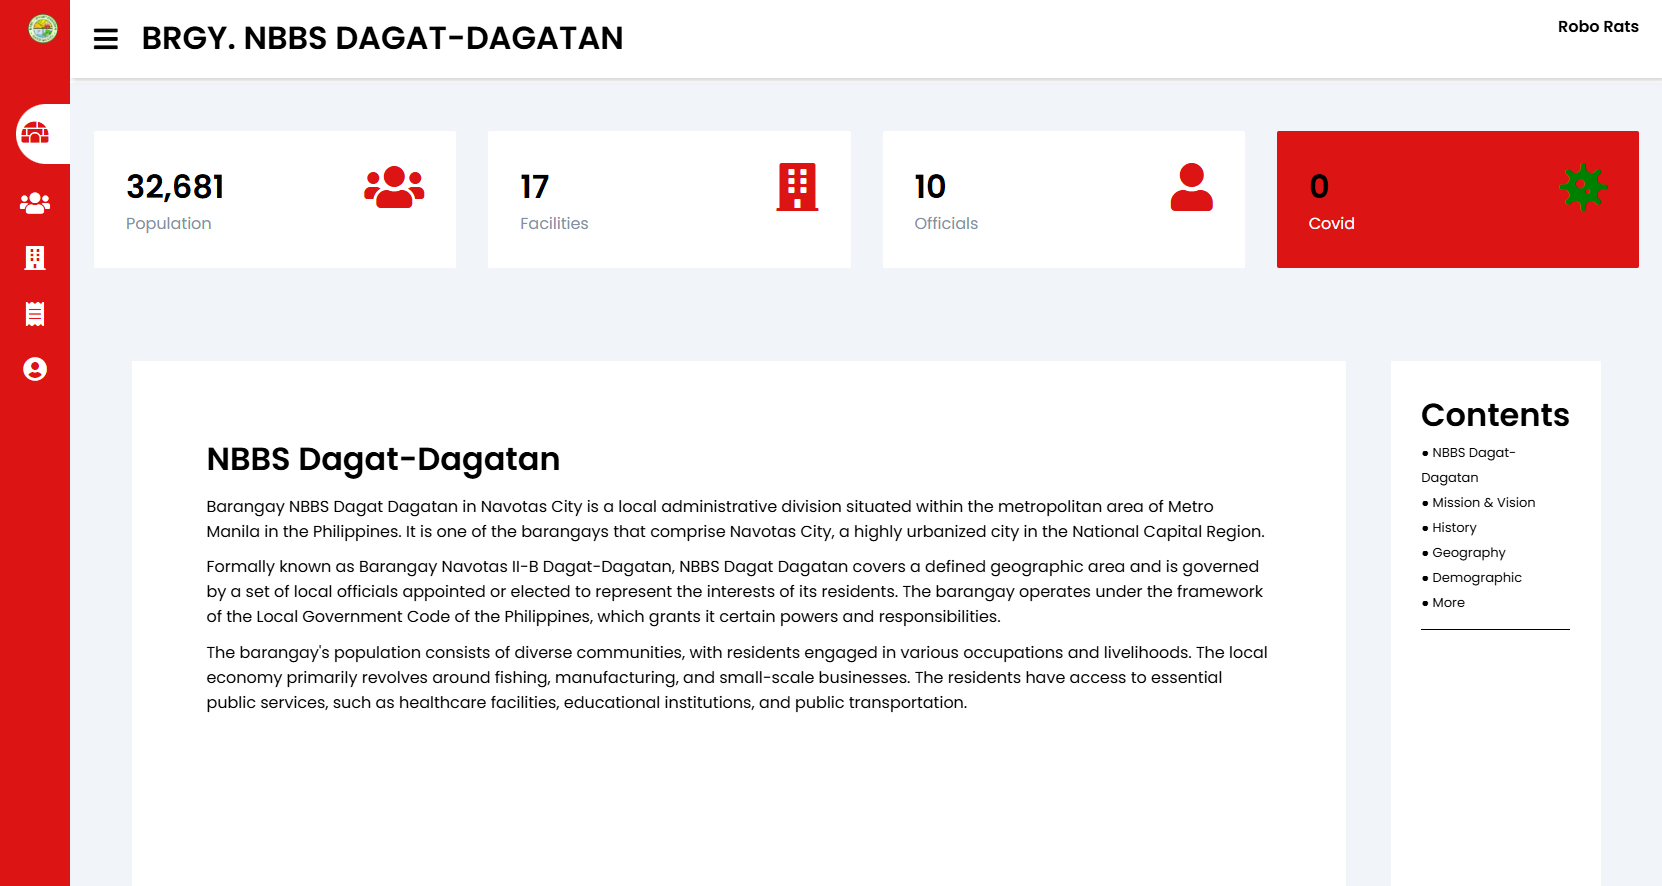 BRGY. NBBS DAGAT-DAGATAN
Robo Rats
32,681
Population
17
Facilities
10
Officials
0
Covid
NBBS Dagat-Dagatan
Barangay NBBS Dagat Dagatan in Navotas City is a local administrative division situated within the metropolitan area of Metro
Manila in the Philippines. It is one of the barangays that comprise Navotas City, a highly urbanized city in the National Capital Region.
Formally known as Barangay Navotas II-B Dagat-Dagatan, NBBS Dagat Dagatan covers a defined geographic area and is governed
by a set of local officials appointed or elected to represent the interests of its residents. The barangay operates under the framework
of the Local Government Code of the Philippines, which grants it certain powers and responsibilities.
The barangay's population consists of diverse communities, with residents engaged in various occupations and livelihoods. The local
economy primarily revolves around fishing, manufacturing, and small-scale businesses. The residents have access to essential
public services, such as healthcare facilities, educational institutions, and public transportation.
Contents
• NBBS Dagat-
Dagatan
• Mission & Vision
• History
• Geography
• Demographic
• More